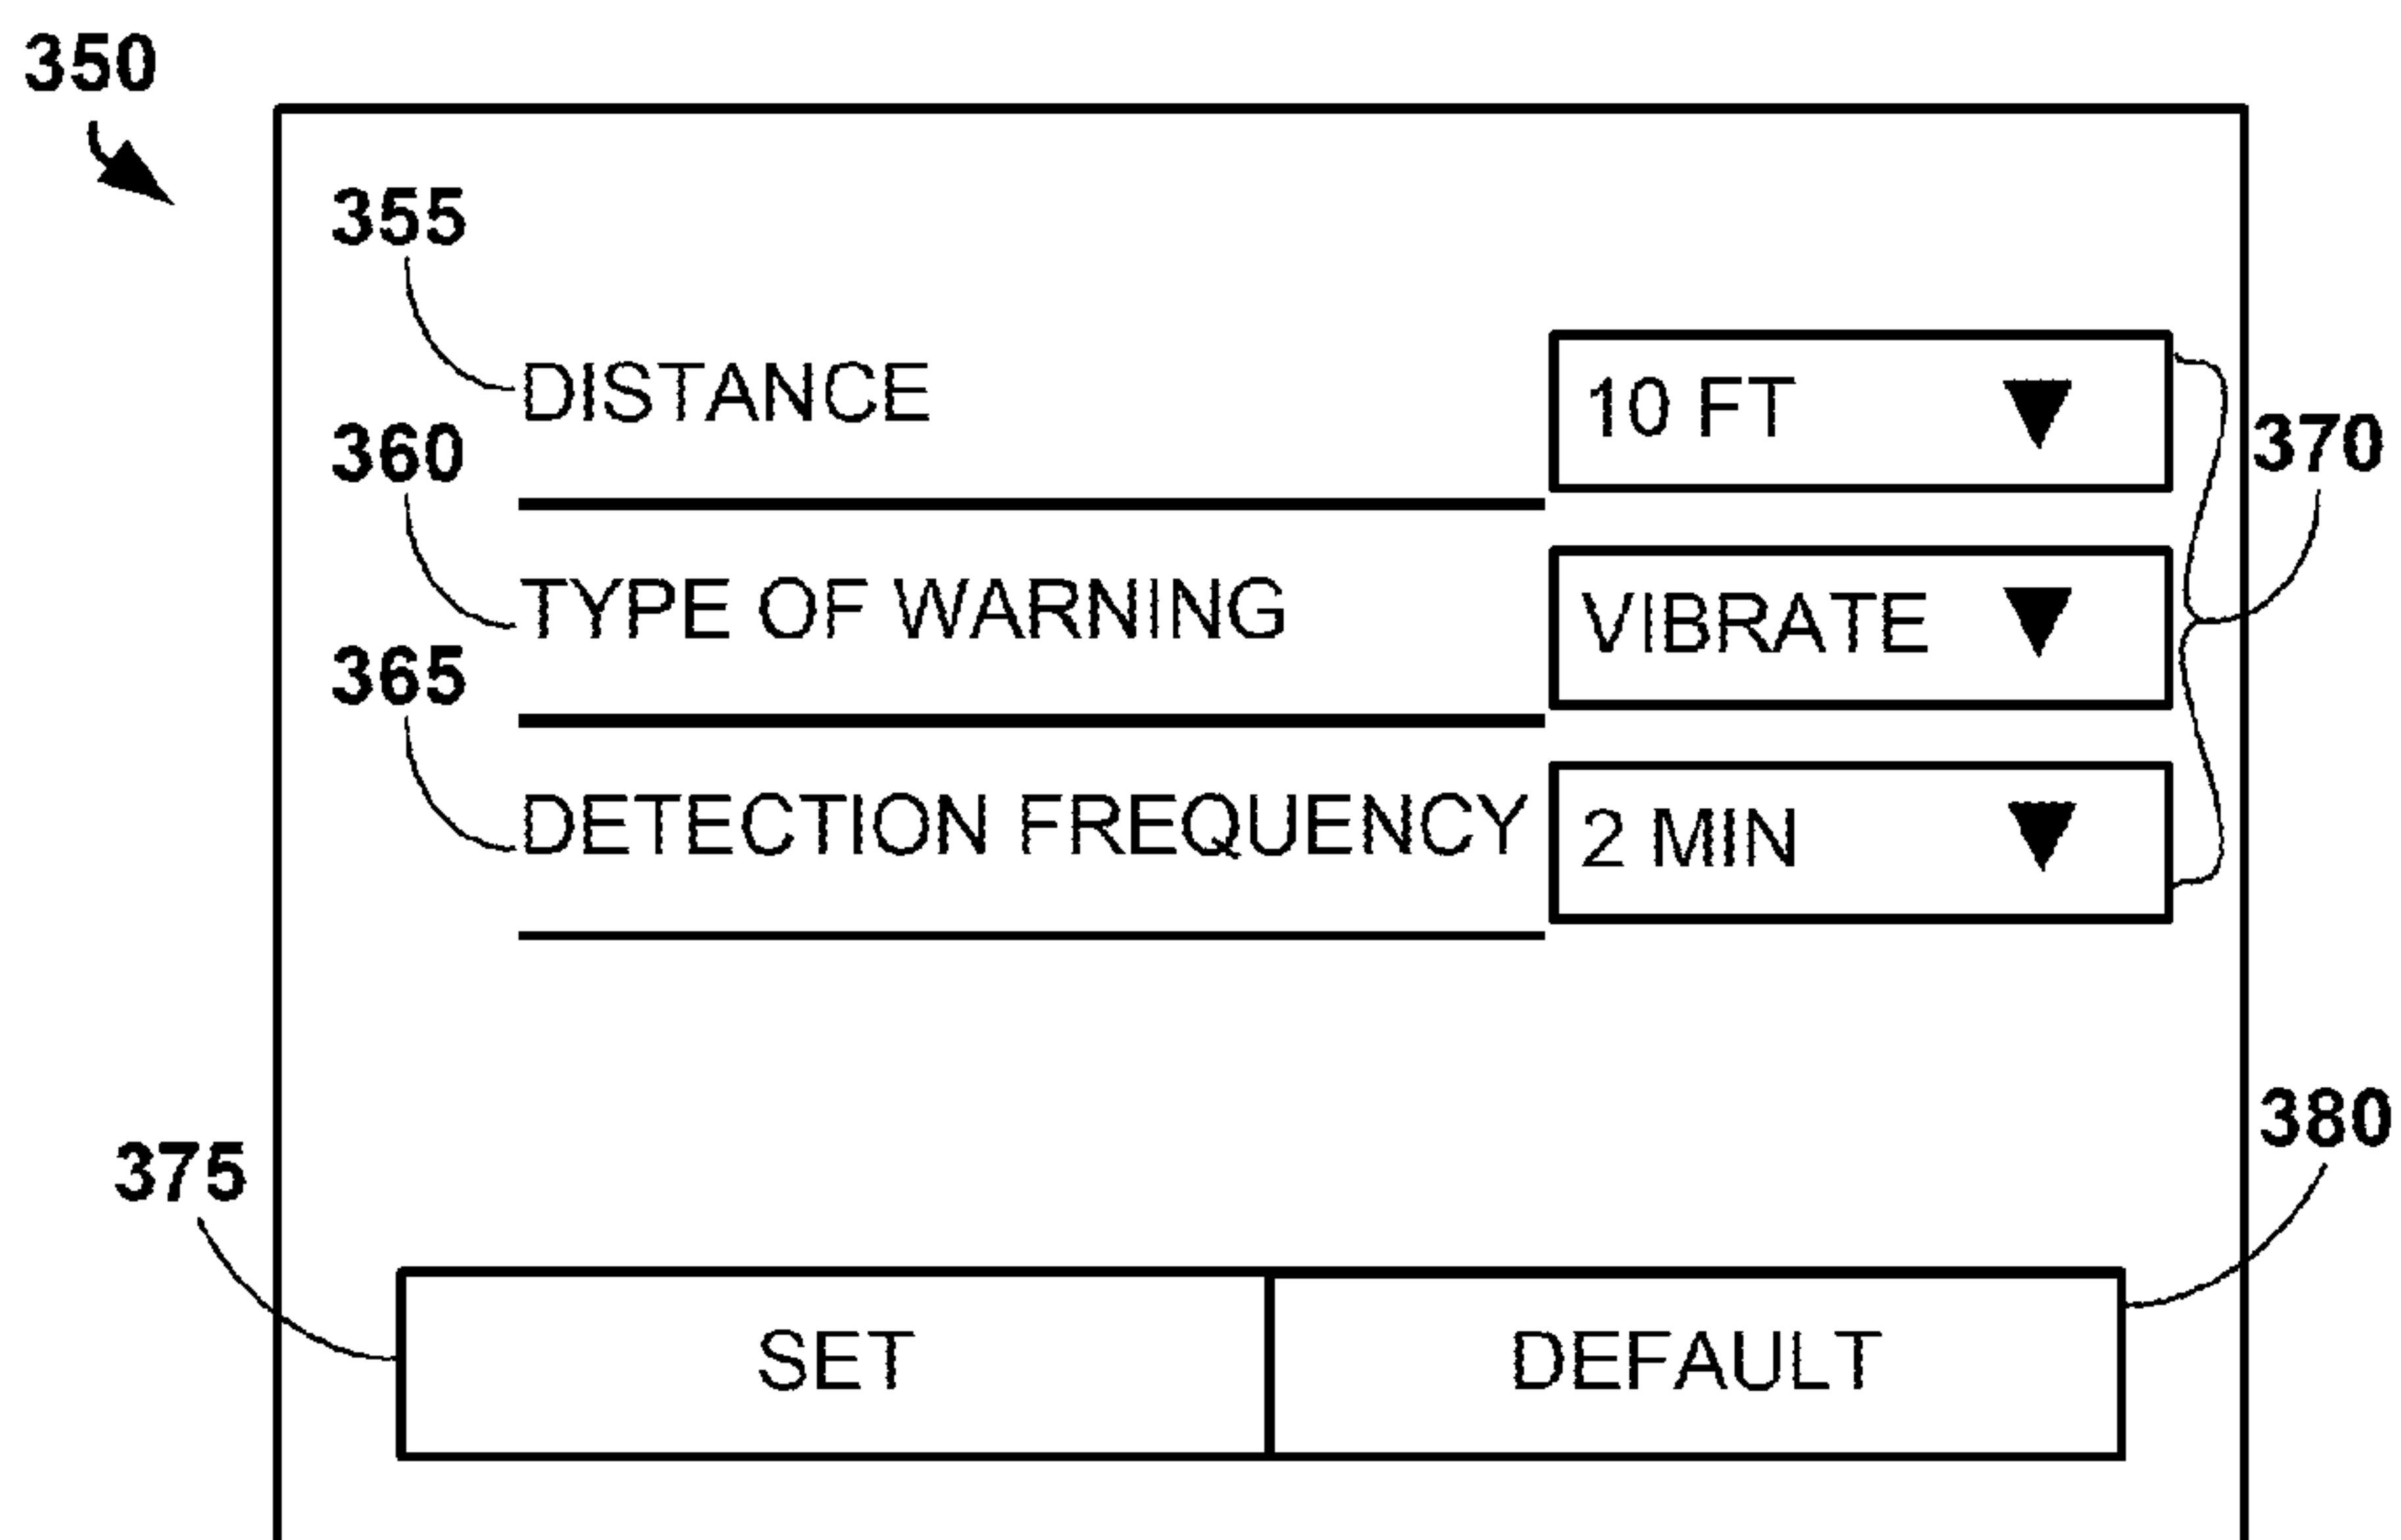 350
355
DISTANCE
10 FT
360
370
TYPE OF WARNING
VIBRATE
365
DETECTION FREQUENCY
2 MIN
380
375
SET
DEFAULT